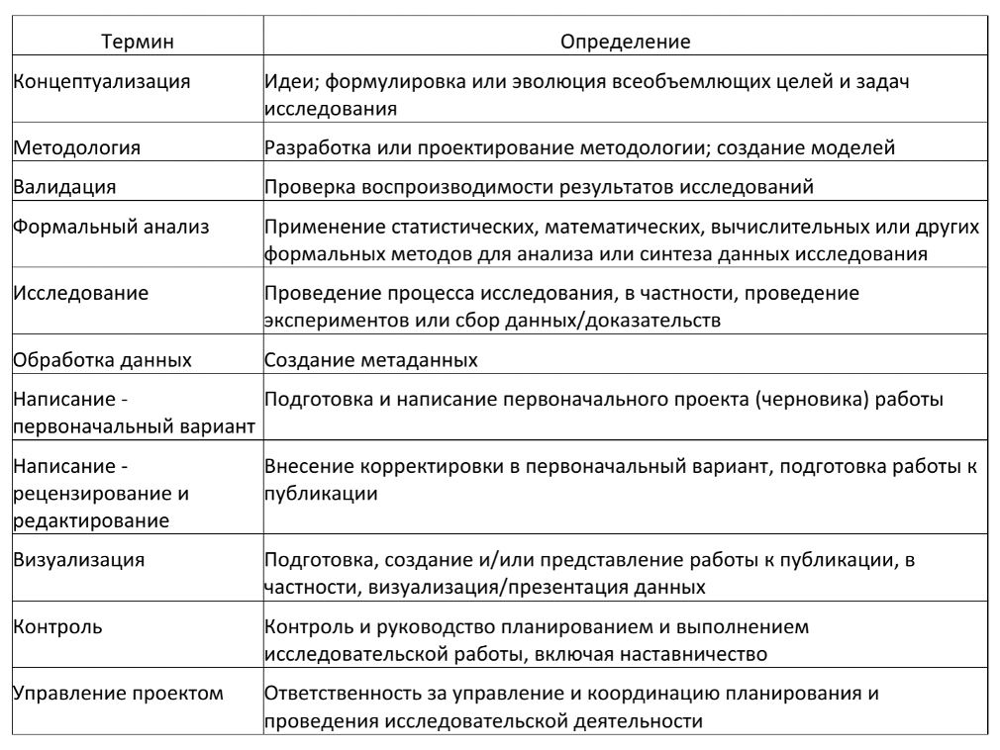 Термин
Определение
Концептуализация
Идеи; формулировка или эволюция всеобъемлющих целей и задач
исследования
Методология
Разработка или проектирование методологии; создание моделей
Валидация
Проверка воспроизводимости результатов исследований
Формальный анализ
Применение статистических, математических, вычислительных или других
формальных методов для анализа или синтеза данных исследования
Исследование
Проведение процесса исследования, в частности, проведение
экспериментов или сбор данных/доказательств
Обработка данных
Создание метаданных
Написание -
первоначальный вариант
Подготовка и написание первоначального проекта (черновика) работы
Написание -
рецензирование и
редактирование
Внесение корректировки в первоначальный вариант, подготовка работы к
публикации
Визуализация
Подготовка, создание и/или представление работы к публикации, в
частности, визуализация/презентация данных
Контроль
Контроль и руководство планированием и выполнением
исследовательской работы, включая наставничество
Управление проектом
Ответственность за управление и координацию планирования и
проведения исследовательской деятельности